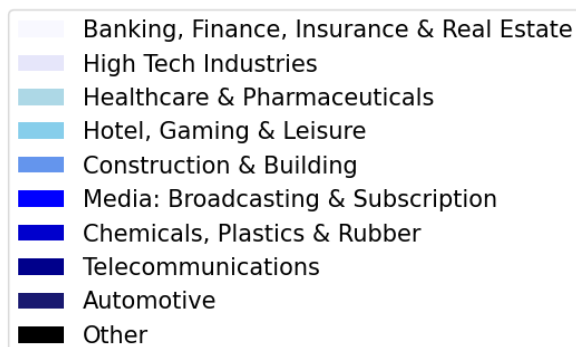 Banking, Finance, Insurance & Real Estate
High Tech Industries
Healthcare & Pharmaceuticals
Hotel, Gaming & Leisure
Construction & Building
Media: Broadcasting & Subscription
Chemicals, Plastics & Rubber
Telecommunications
Automotive
Other